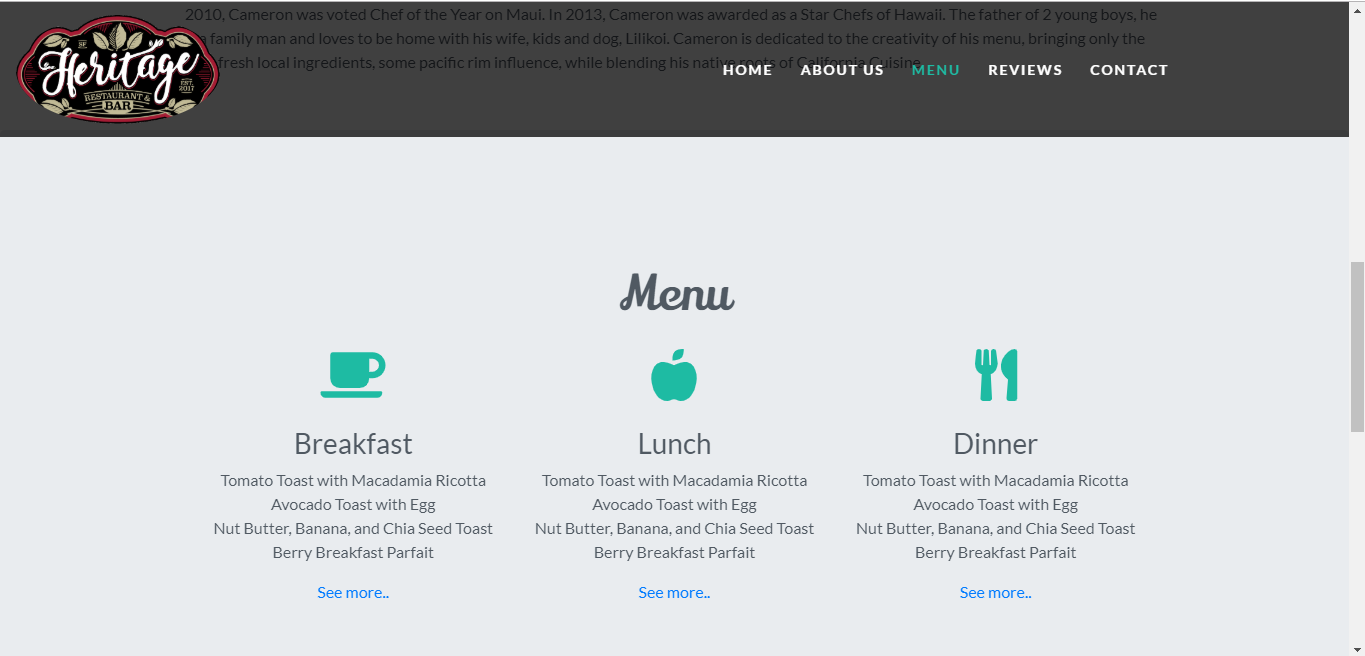 2010, Cameron was voted Chef of the Year on Maui. In 2013, Cameron was awarded as a Star Chefs of Hawaii. The father of 2 young boys, he
family man and loves to be home with his wife, kids and dog, Lilikoi. Cameron is dedicated to the creativity of his menu, bringing only the
fresh local ingredients, some pacific rim influence, while blending his native roots of California Cuisine.
SF
Heritage
RESTAURANT &
BAR
EST.
2017
HOME ABOUT US MENU REVIEWS CONTACT
Menu
Breakfast
Tomato Toast with Macadamia Ricotta
Avocado Toast with Egg
Nut Butter, Banana, and Chia Seed Toast
Berry Breakfast Parfait
See more..
Lunch
Tomato Toast with Macadamia Ricotta
Avocado Toast with Egg
Nut Butter, Banana, and Chia Seed Toast
Berry Breakfast Parfait
See more..
Dinner
Tomato Toast with Macadamia Ricotta
Avocado Toast with Egg
Nut Butter, Banana, and Chia Seed Toast
Berry Breakfast Parfait
See more..